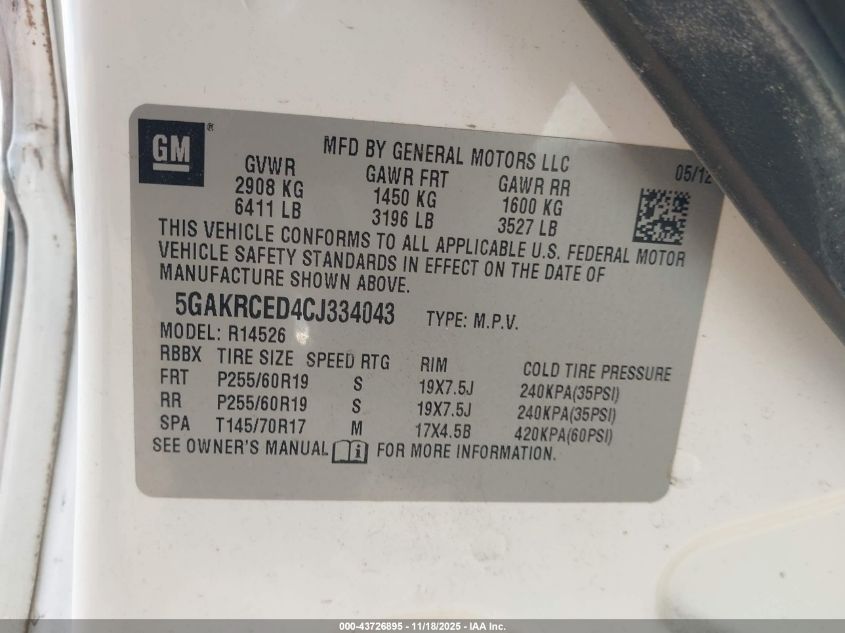 GM ®
MFD BY GENERAL MOTORS LLC
05/12
GVWR GAWR FRT GAWR RR
2908 KG 1450 KG 1600 KG
6411 LB 3196 LB 3527 LB
THIS VEHICLE CONFORMS TO ALL APPLICABLE U.S. FEDERAL MOTOR
VEHICLE SAFETY STANDARDS IN EFFECT ON THE DATE OF
MANUFACTURE SHOWN ABOVE.
5GAKRCED4CJ334043 TYPE: M.P.V.
MODEL: R14526
RBBX TIRE SIZE SPEED RTG RIM COLD TIRE PRESSURE
FRT P255/60R19 S 19X7.5J 240KPA(35PSI)
RR P255/60R19 S 19X7.5J 240KPA(35PSI)
SPA T145/70R17 M 17X4.5B 420KPA(60PSI)
SEE OWNER'S MANUAL FOR MORE INFORMATION.
000-43726895 - 11/18/2025 - IAA Inc.